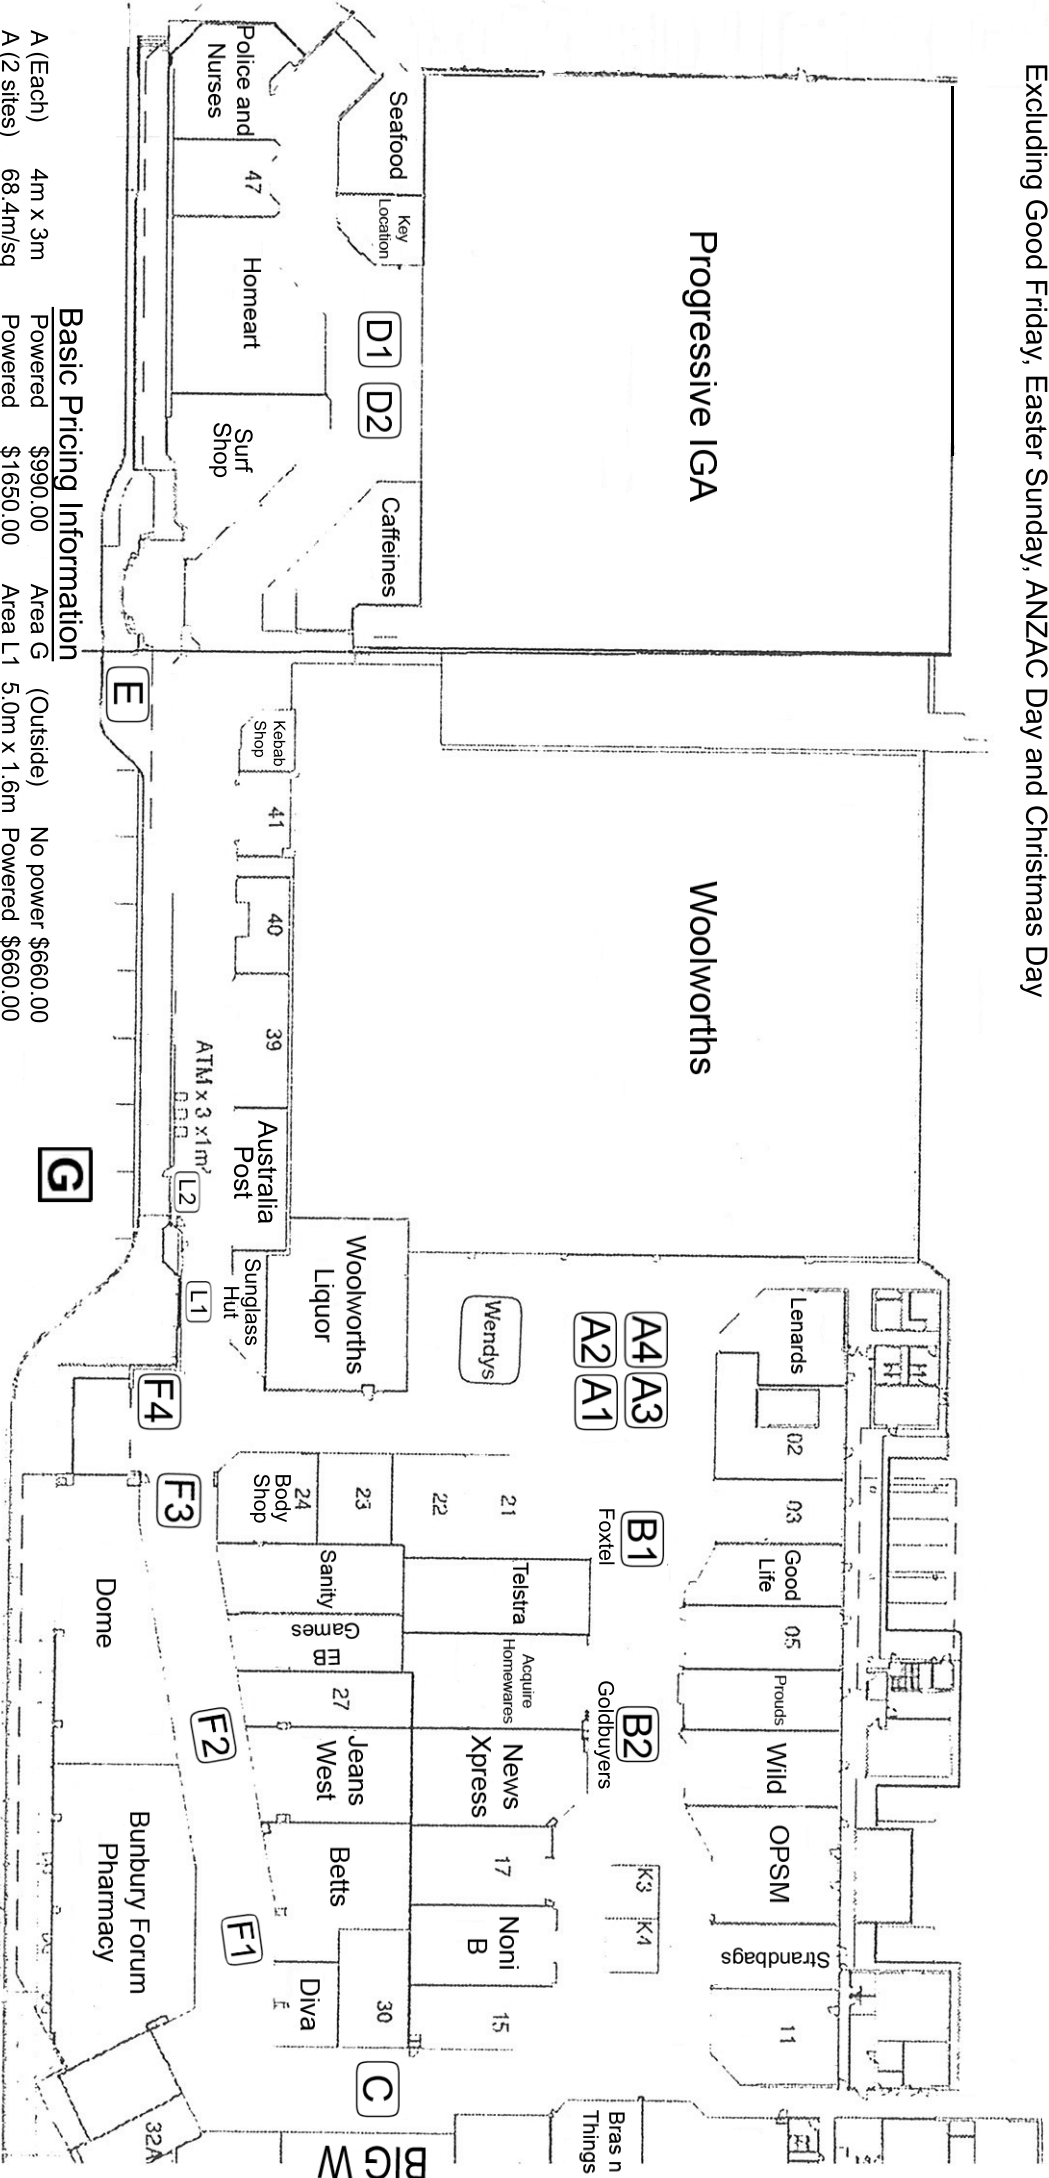 Excluding Good Friday, Easter Sunday, ANZAC Day and Christmas Day
Progressive IGA
Woolworths
Lenards
02
03
Good
Life
05
Prouds
Wild
OPSM
Strandbags
11
A4
A3
A2
A1
B1
Foxtel
B2
Goldbuyers
K3
K4
Bras n
Things
Wendys
21
22
23
24
Body
Shop
Telstra
Acquire
Homewares
News
Xpress
17
Noni
B
15
Sanity
EB
Games
27
Jeans
West
Betts
30
Diva
C
BIG W
Seafood
Key
Location
D1
D2
Caffeines
Police and
Nurses
47
Homeart
Surf
Shop
Kebab
Shop
41
40
39
Australia
Post
Woolworths
Liquor
Sunglass
Hut
ATM x 3 x1m²
L2
L1
E
G
F4
F3
F2
F1
Dome
Bunbury Forum
Pharmacy
32A
Basic Pricing Information
A (Each) 4m x 3m Powered $990.00 Area G (Outside) No power $660.00
A (2 sites) 68.4m/sq Powered $1650.00 Area L1 5.0m x 1.6m Powered $660.00